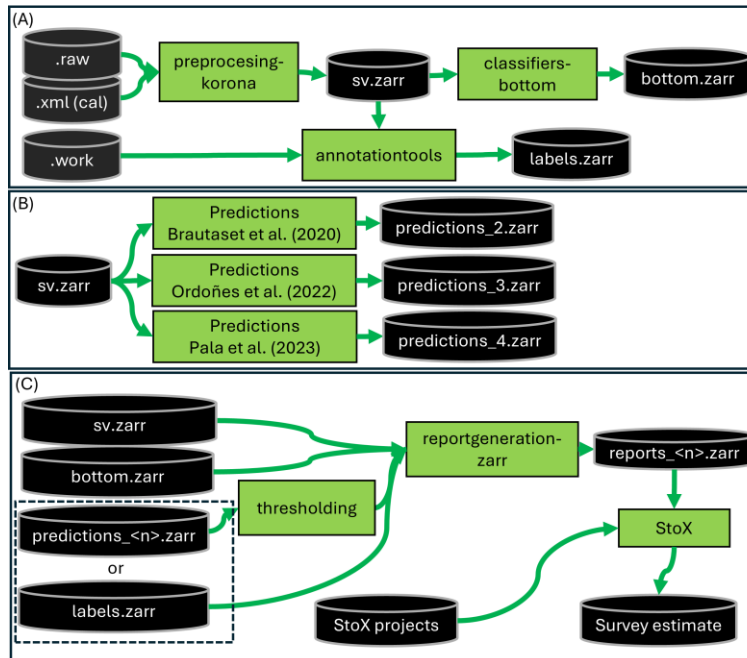 (A)
.raw
.xml (cal)
preprocesing-
korona
sv.zarr
classifiers-
bottom
bottom.zarr
.work
annotationtools
labels.zarr
(B)
sv.zarr
Predictions
Brautaset et al. (2020)
predictions_2.zarr
Predictions
Ordoñes et al. (2022)
predictions_3.zarr
Predictions
Pala et al. (2023)
predictions_4.zarr
(C)
sv.zarr
bottom.zarr
predictions_<n>.zarr
or
labels.zarr
thresholding
reportgeneration-
zarr
reports_<n>.zarr
StoX
StoX projects
Survey estimate